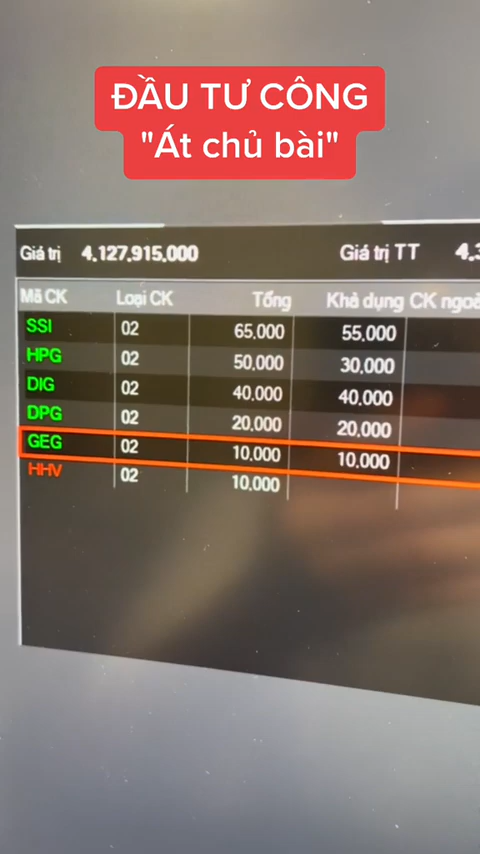 ĐẦU TƯ CÔNG
"Át chủ bài"
Giá trị 4.127.915.000 Giá trị TT
Mã CK Loại CK Tổng Khả dụng CK ngoà
SSI 02 65,000 55,000
HPG 02 50,000 30,000
DIG 02 40,000 40,000
DPG 02 20,000 20,000
GEG 02 10,000 10,000
HHV 02 10,000